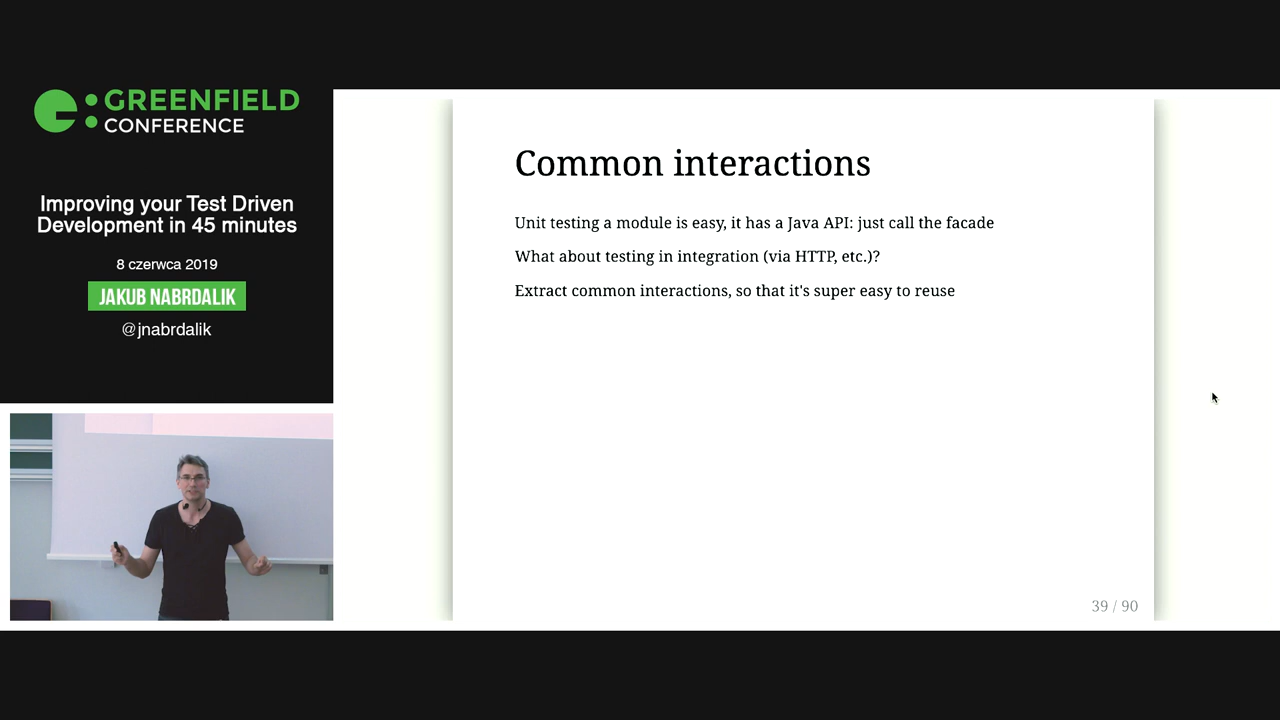 GREENFIELD
CONFERENCE
Improving your Test Driven
Development in 45 minutes
8 czerwca 2019
JAKUB NABRDALIK
@jnabrdalik
Common interactions
Unit testing a module is easy, it has a Java API: just call the facade
What about testing in integration (via HTTP, etc.)?
Extract common interactions, so that it's super easy to reuse
39 / 90